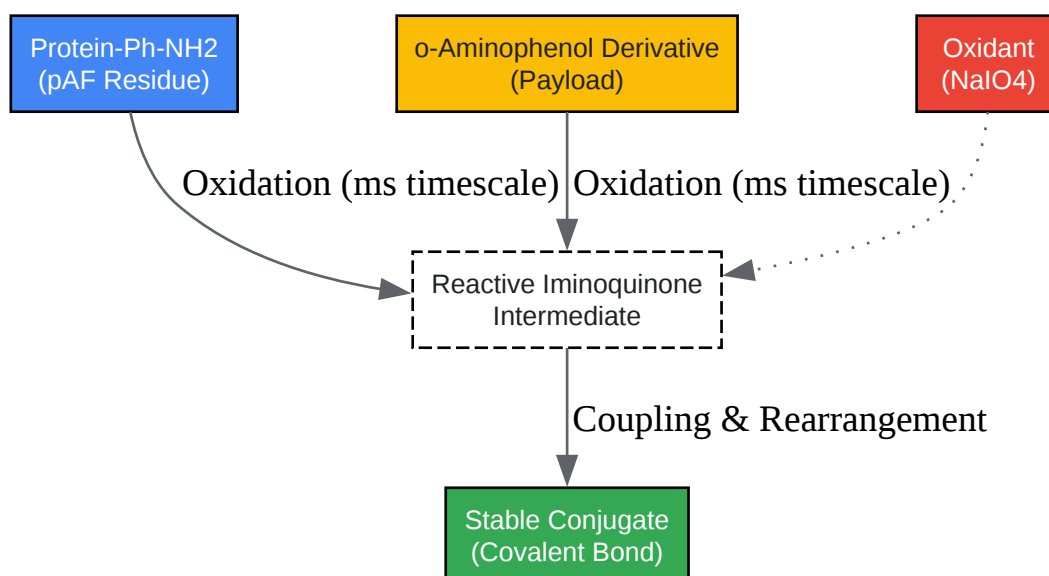 Protein-Ph-NH2
(pAF Residue)
o-Aminophenol Derivative
(Payload)
Oxidant
(NaIO4)
Oxidation (ms timescale)
Oxidation (ms timescale)
Reactive Iminoquinone
Intermediate
Coupling & Rearrangement
Stable Conjugate
(Covalent Bond)